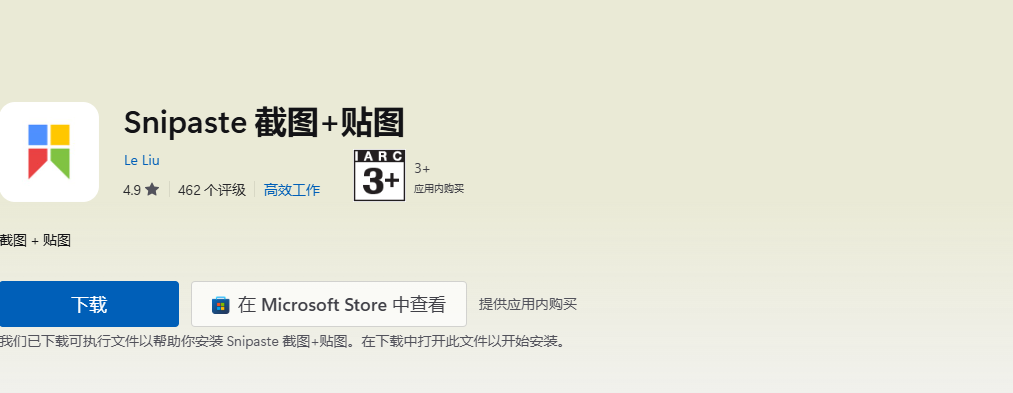 Snipaste 截图+贴图
Le Liu
IARC
3+
3+
应用内购买
4.9
462 个评级
高效工作
截图 + 贴图
下载
在 Microsoft Store 中查看
提供应用内购买
我们已下载可执行文件以帮助你安装 Snipaste 截图+贴图。在下载中打开此文件以开始安装。